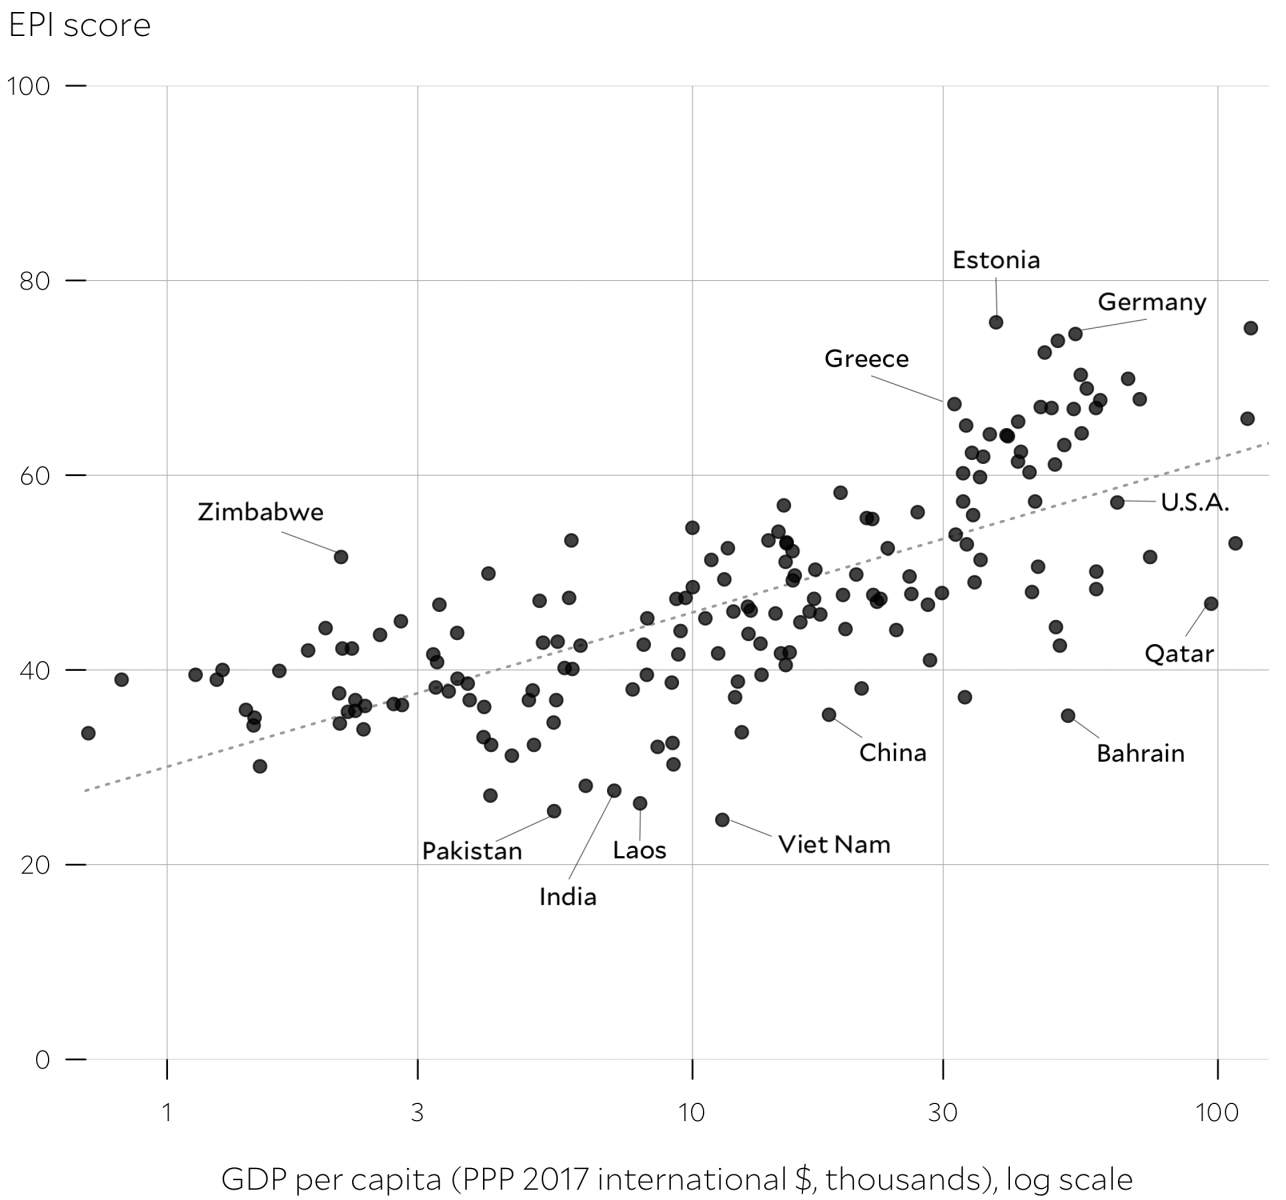 EPI score
100
80
60
40
20
0
Estonia
Germany
Greece
Zimbabwe
U.S.A.
Qatar
China
Bahrain
Pakistan
Laos
Viet Nam
India
1
3
10
30
100
GDP per capita (PPP 2017 international $, thousands), log scale